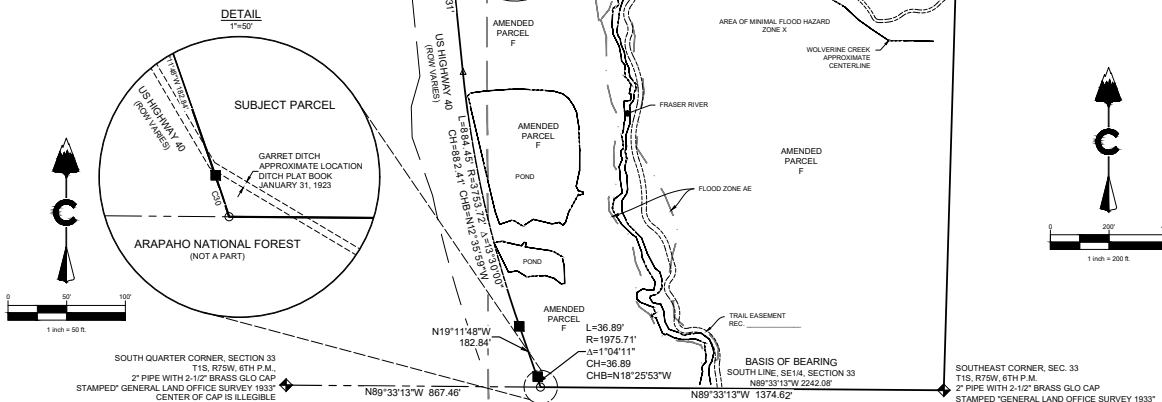 DETAIL
1"=50'
11'48"W 182.84'
US HIGHWAY 40
(ROW VARIES)
SUBJECT PARCEL
GARRET DITCH
APPROXIMATE LOCATION
DITCH PLAT BOOK
JANUARY 31, 1923
C30
ARAPAHO NATIONAL FOREST
(NOT A PART)
C
0 50' 100'
1 inch = 50 ft.
31'
US HIGHWAY 40
(ROW VARIES)
AMENDED
PARCEL
F
L=884.45' R=3753.72' Δ=13°30'00"
CH=882.41' CHB=N12°35'59"W
AMENDED
PARCEL
F
POND
POND
AMENDED
PARCEL
F
FRASER RIVER
FLOOD ZONE AE
AREA OF MINIMAL FLOOD HAZARD
ZONE X
WOLVERINE CREEK
APPROXIMATE
CENTERLINE
AMENDED
PARCEL
F
C
0 200'
1 inch = 200 ft.
TRAIL EASEMENT
REC. ____________
N19°11'48"W
182.84'
L=36.89'
R=1975.71'
Δ=1°04'11"
CH=36.89
CHB=N18°25'53"W
BASIS OF BEARING
SOUTH LINE, SE1/4, SECTION 33
N89°33'13"W 2242.08'
N89°33'13"W 867.46'
N89°33'13"W 1374.62'
SOUTH QUARTER CORNER, SECTION 33
T1S, R75W, 6TH P.M.,
2" PIPE WITH 2-1/2" BRASS GLO CAP
STAMPED" GENERAL LAND OFFICE SURVEY 1933"
CENTER OF CAP IS ILLEGIBLE
SOUTHEAST CORNER, SEC. 33
T1S, R75W, 6TH P.M.
2" PIPE WITH 2-1/2" BRASS GLO CAP
STAMPED "GENERAL LAND OFFICE SURVEY 1933"